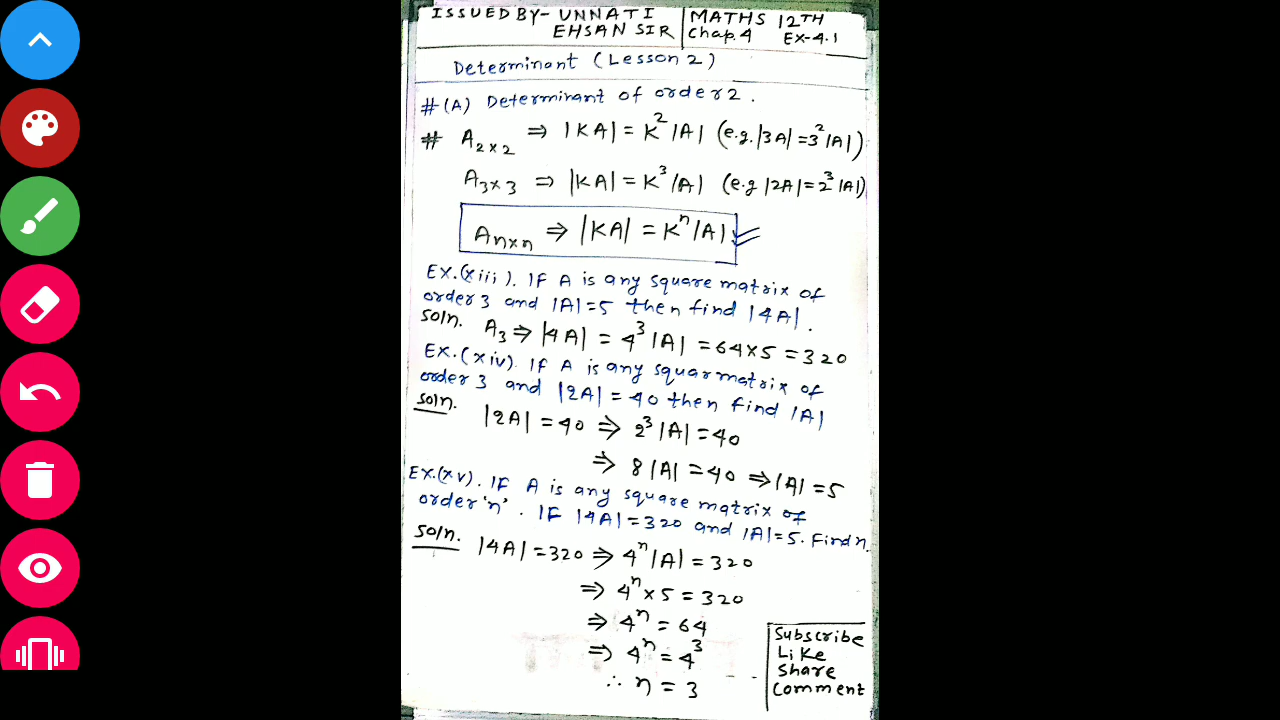 ISSUED BY- UNNATI
EHSAN SIR
MATHS 12TH
Chap. 4 EX-4.1
Determinant (Lesson 2)
# (A) Determinant of order 2.
# A₂ₓ₂ ⇒ |KA| = K² |A| (e.g. |3A| = 3² |A|)
A₃ₓ₃ ⇒ |KA| = K³ |A| (e.g |2A| = 2³ |A|)
Aₙₓₙ ⇒ |KA| = Kⁿ |A|
Ex.(xiii). IF A is any square matrix of
order 3 and |A|=5 then find |4A|.
Soln. A₃ ⇒ |4A| = 4³ |A| = 64×5 = 320
Ex.(xiv). If A is any squar matrix of
order 3 and |2A| = 40 then find |A|
Soln. |2A| = 40 ⇒ 2³ |A| = 40
⇒ 8 |A| = 40 ⇒ |A| = 5
Ex.(xv). IF A is any square matrix of
order 'n'. IF |4A| = 320 and |A|=5. Find n.
Soln. |4A| = 320 ⇒ 4ⁿ |A| = 320
⇒ 4ⁿ × 5 = 320
⇒ 4ⁿ = 64
⇒ 4ⁿ = 4³
∴ n = 3
Subscribe
Like
Share
Comment